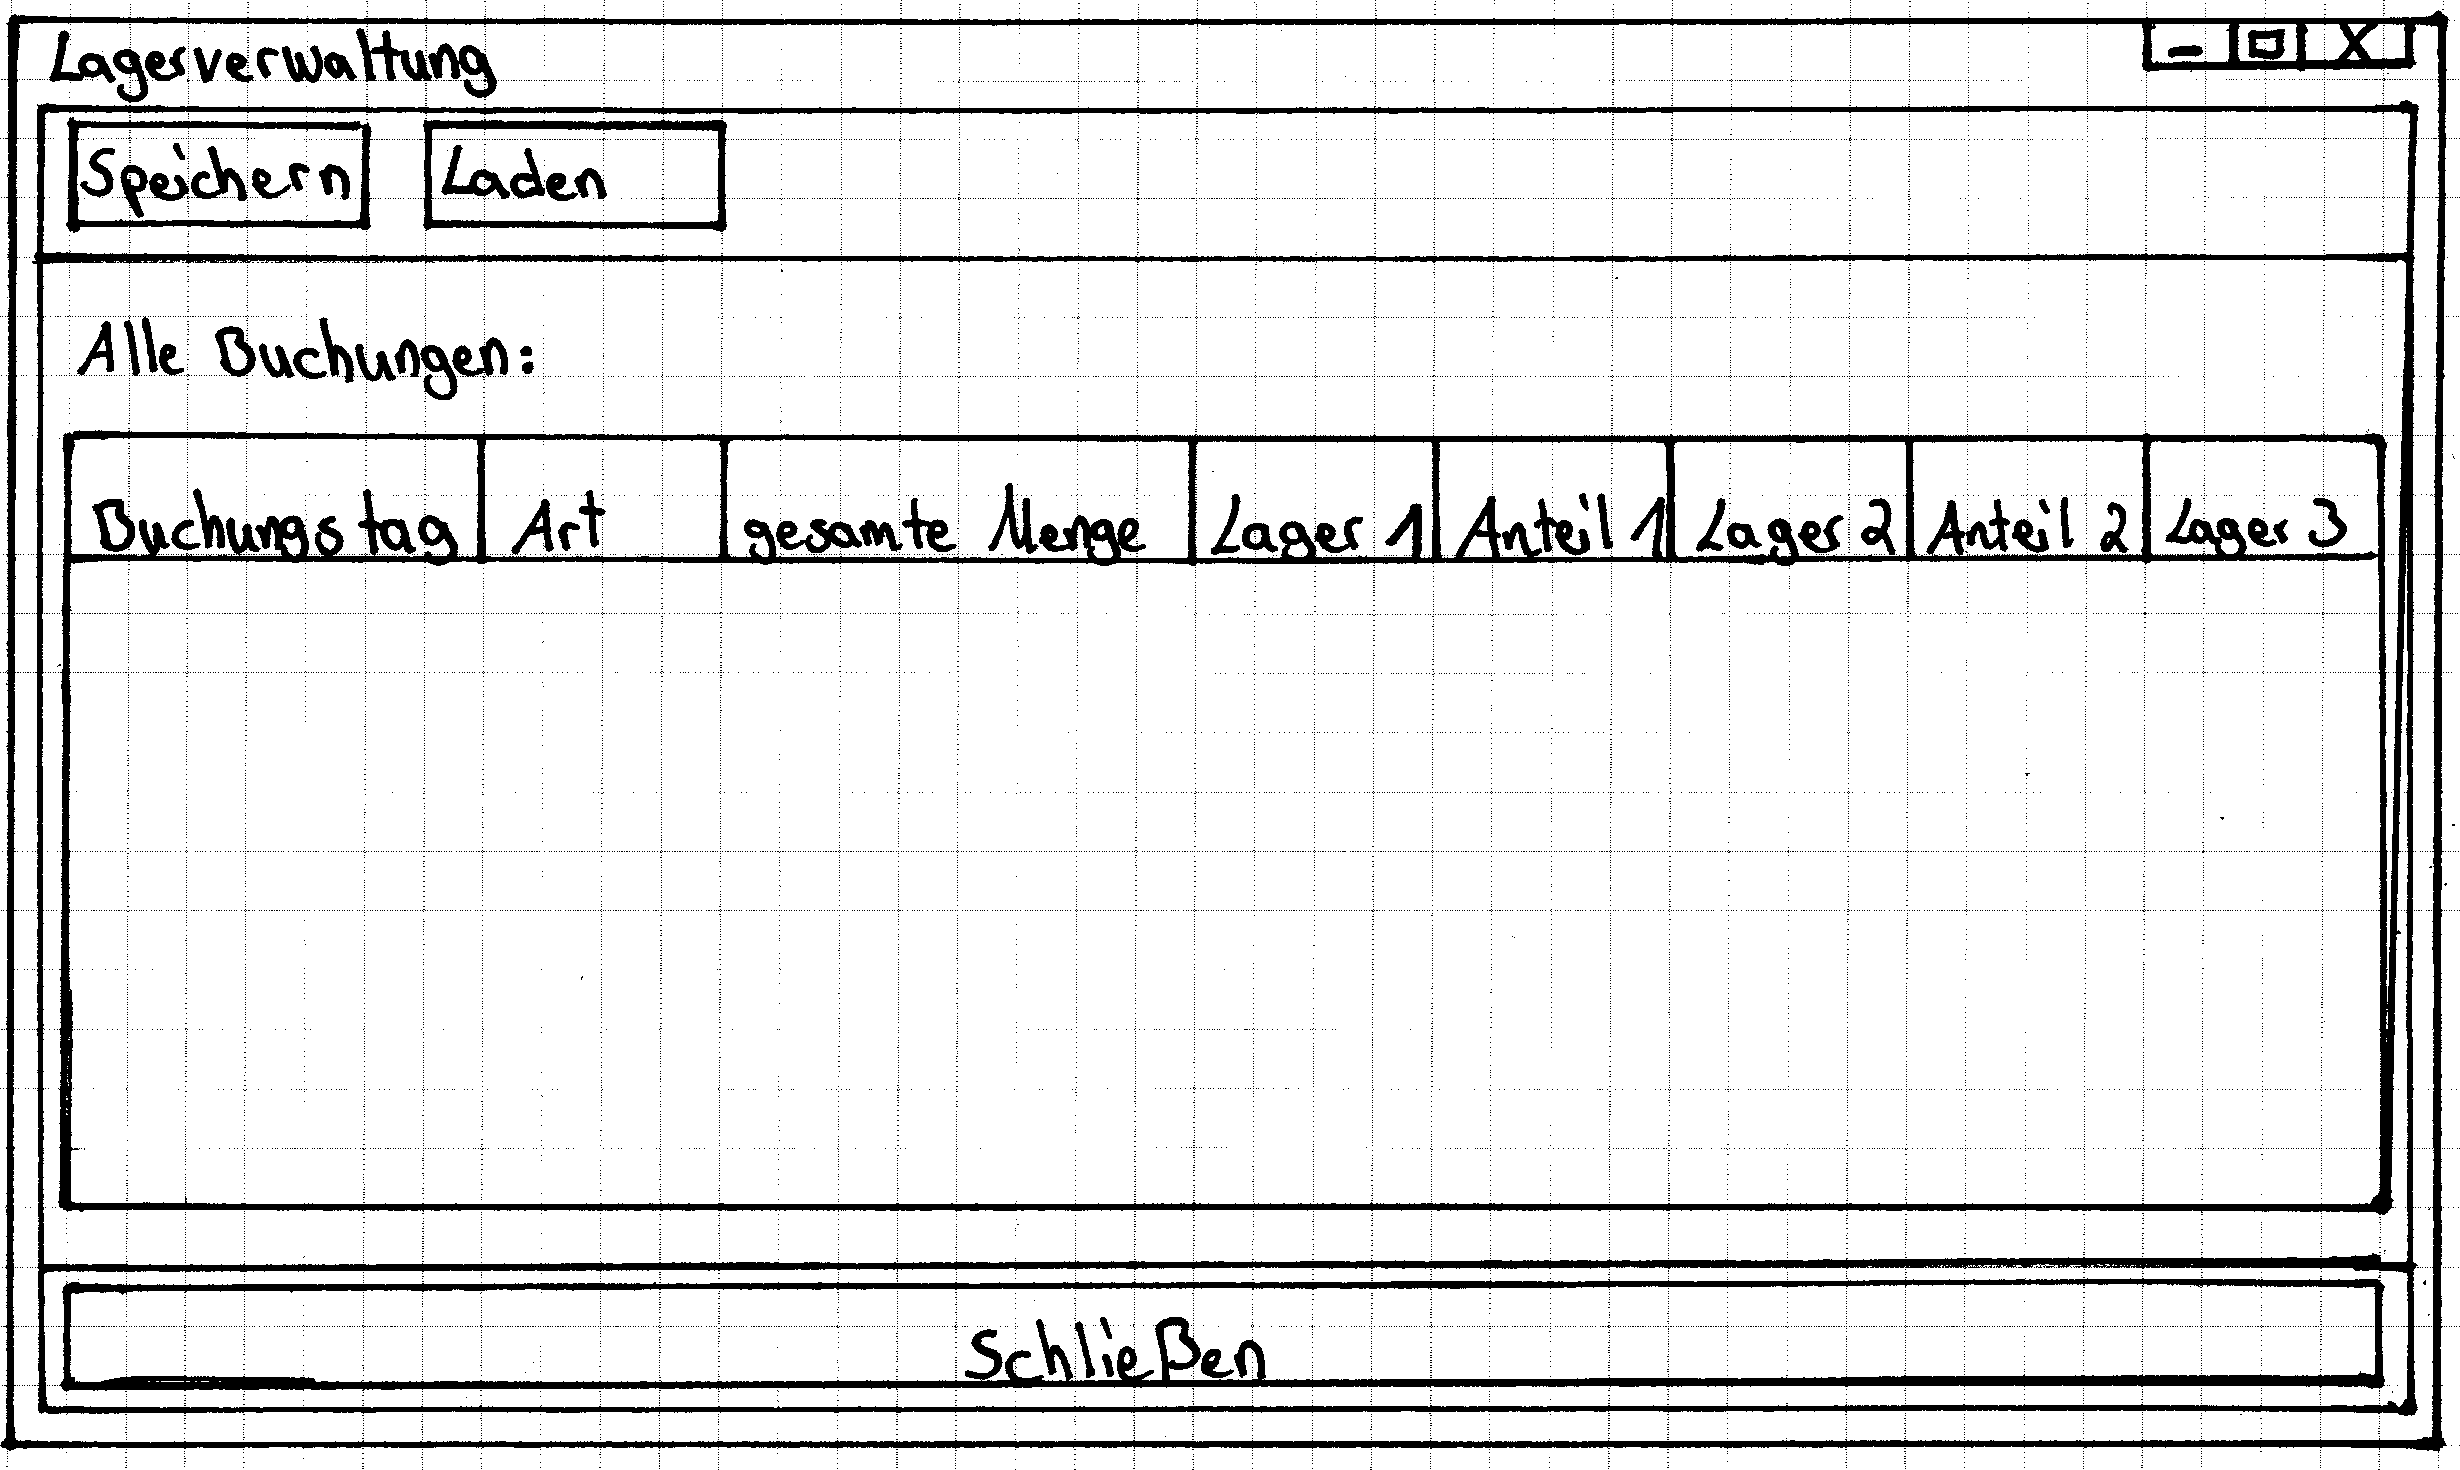 Lagerverwaltung - X
Speichern Laden
Alle Buchungen:
Buchungstag Art gesamte Menge Lager 1 Anteil 1 Lager 2 Anteil 2 Lager 3
Schließen